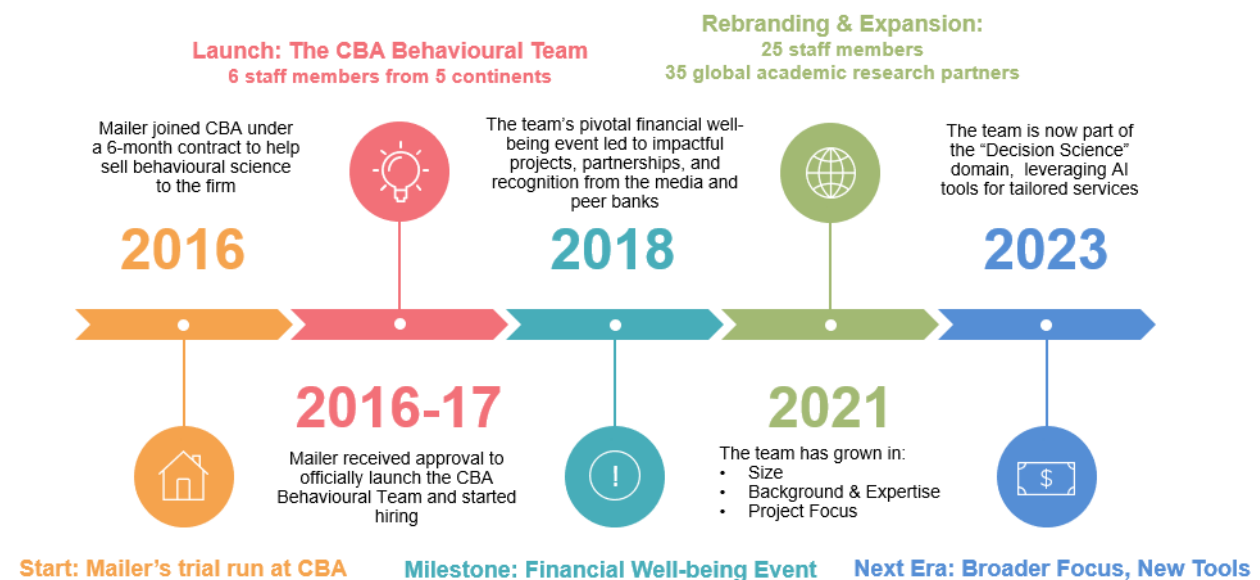 Launch: The CBA Behavioural Team
6 staff members from 5 continents
Rebranding & Expansion:
25 staff members
35 global academic research partners
Mailer joined CBA under
a 6-month contract to help
sell behavioural science
to the firm
2016
The team's pivotal financial well-
being event led to impactful
projects, partnerships, and
recognition from the media and
peer banks
2018
The team is now part of
the "Decision Science"
domain,  leveraging AI
tools for tailored services
2023
2016-17
Mailer received approval to
officially launch the CBA
Behavioural Team and started
hiring
!
2021
The team has grown in:
• Size
• Background & Expertise
• Project Focus
$
Start: Mailer's trial run at CBA
Milestone: Financial Well-being Event
Next Era: Broader Focus, New Tools